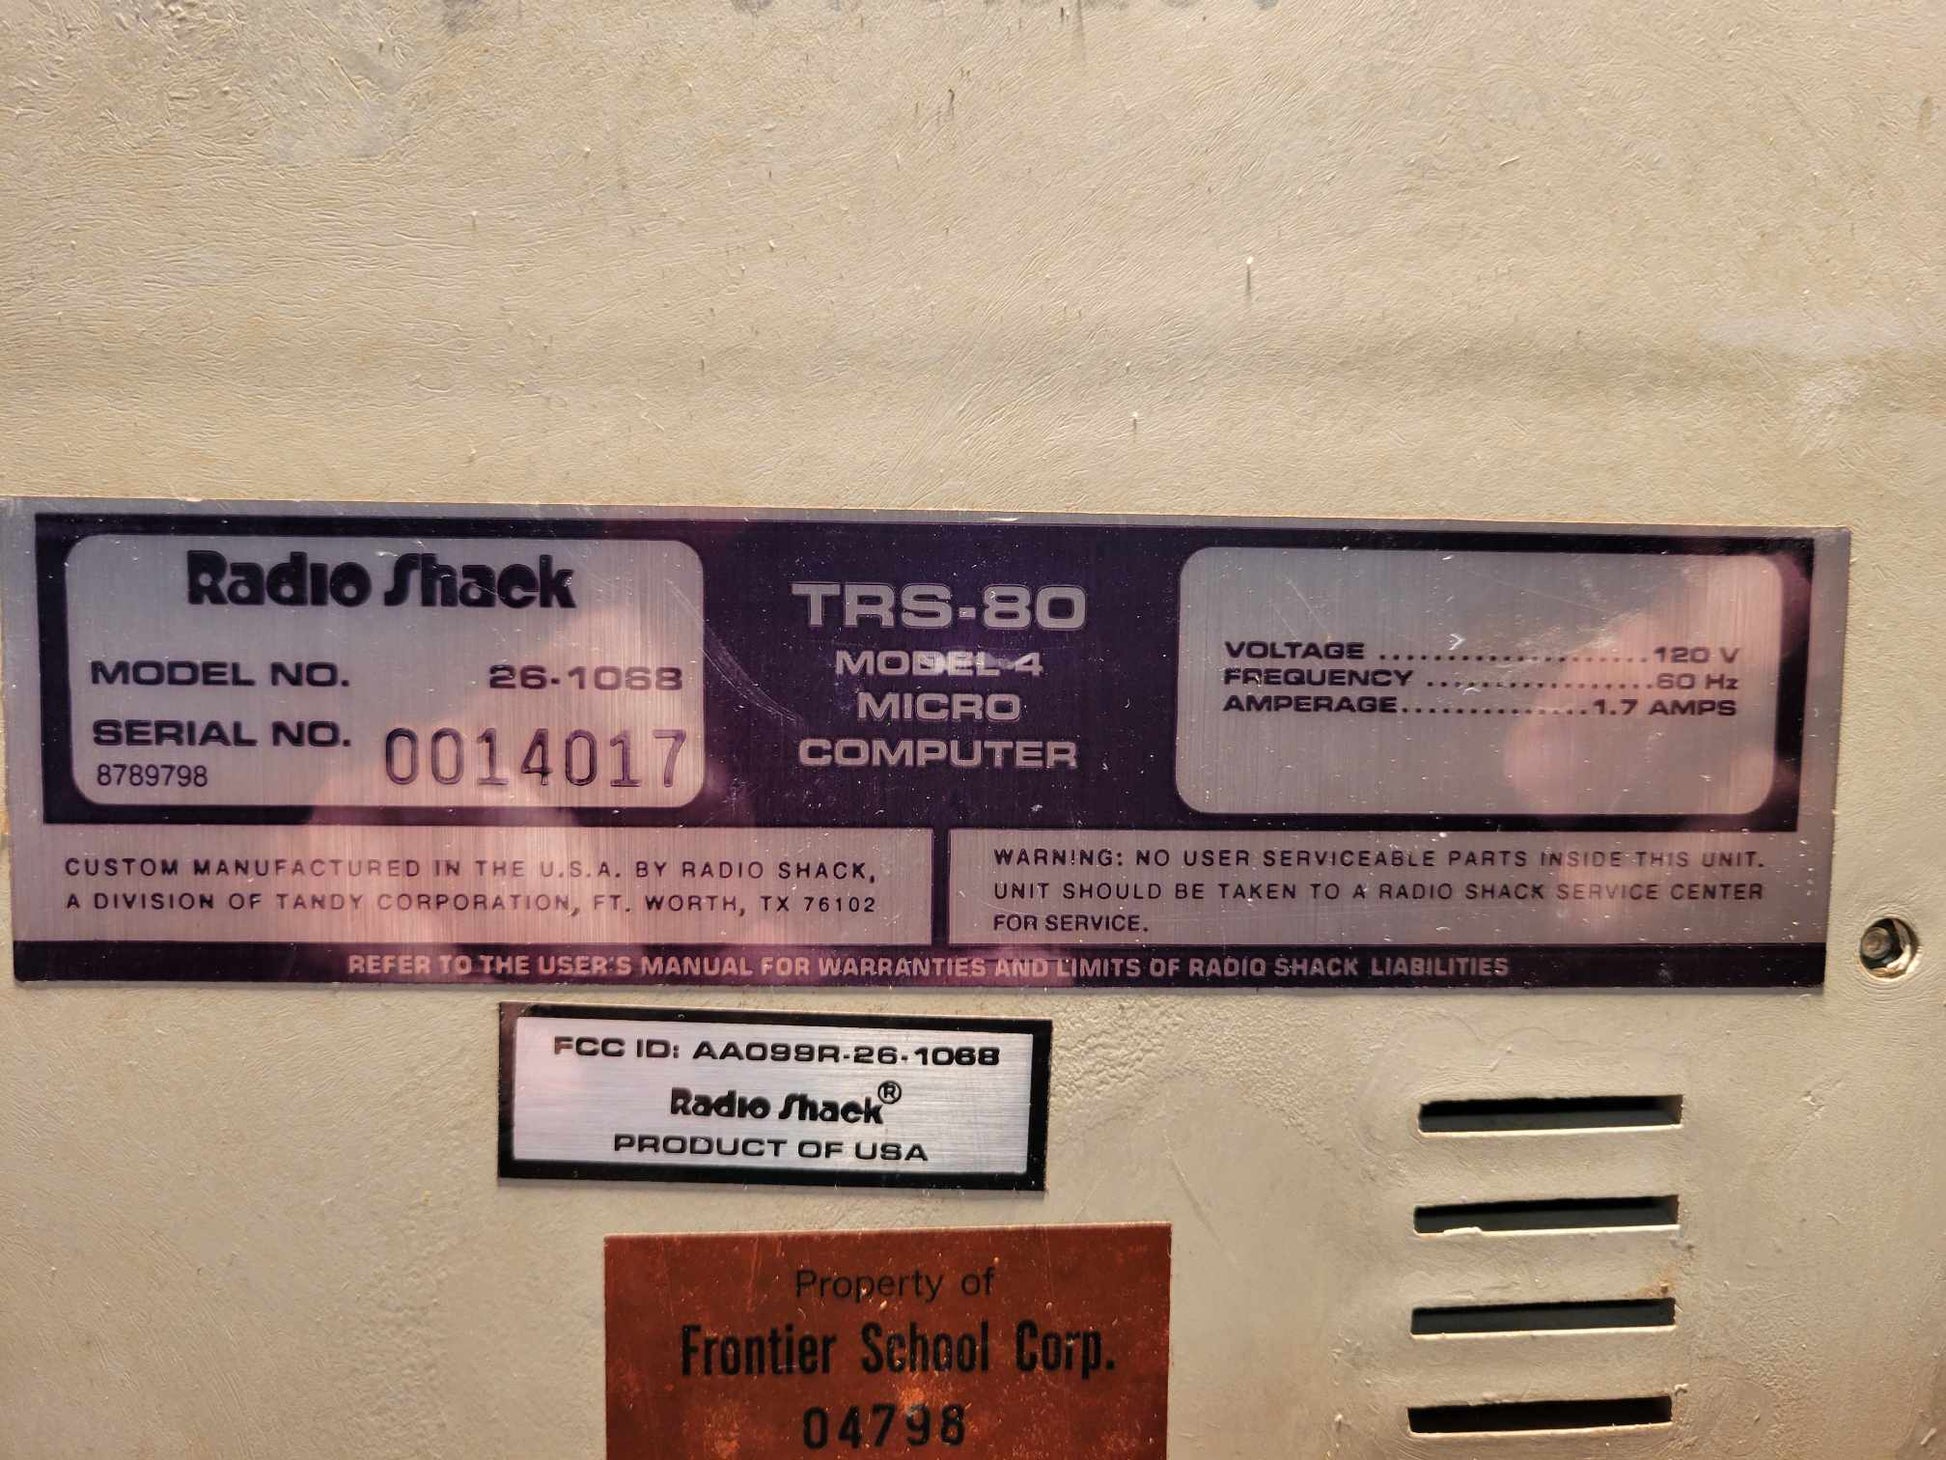 Radio Shack
MODEL NO. 26-1068
SERIAL NO. 0014017
8789798
TRS-80
MODEL 4
MICRO
COMPUTER
VOLTAGE ....................120 V
FREQUENCY .................60 Hz
AMPERAGE..............1.7 AMPS
CUSTOM MANUFACTURED IN THE U.S.A. BY RADIO SHACK,
A DIVISION OF TANDY CORPORATION, FT. WORTH, TX 76102
WARNING: NO USER SERVICEABLE PARTS INSIDE THIS UNIT.
UNIT SHOULD BE TAKEN TO A RADIO SHACK SERVICE CENTER
FOR SERVICE.
REFER TO THE USER'S MANUAL FOR WARRANTIES AND LIMITS OF RADIO SHACK LIABILITIES
FCC ID: AAO99R-26-1068
Radio Shack®
PRODUCT OF USA
Property of
Frontier School Corp.
04798